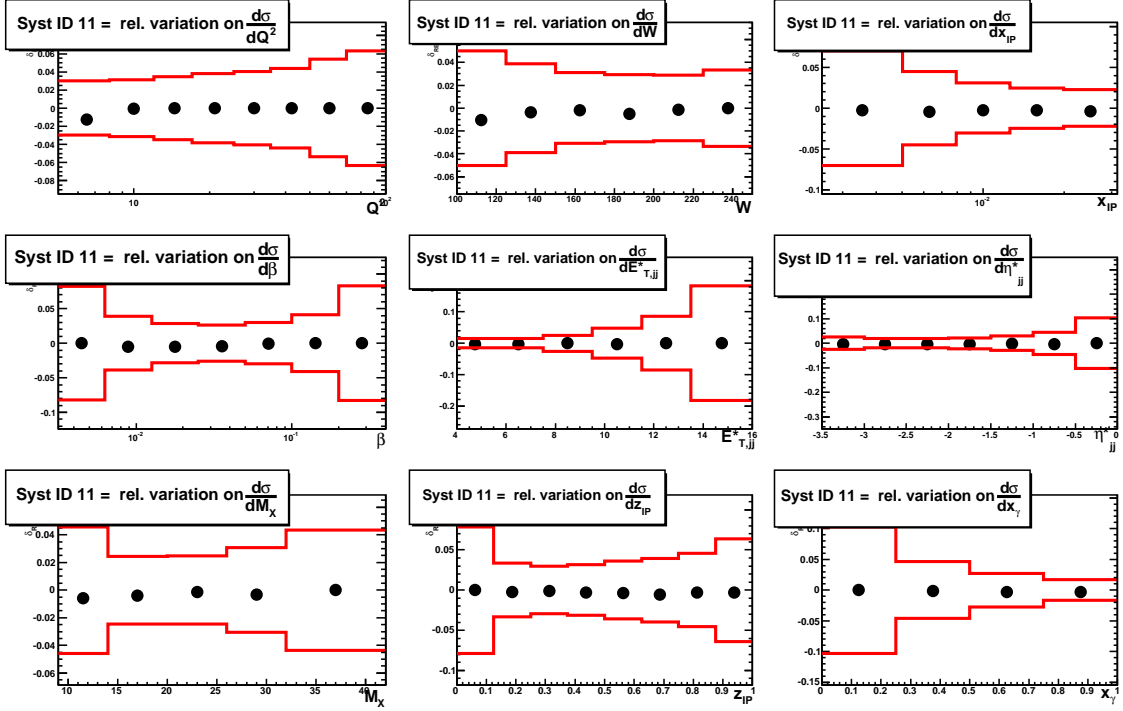 Syst ID 11 = rel. variation on dσ/dQ²
0.06
0.04
0.02
0
-0.02
-0.04
-0.06
-0.08
10
Q²
Syst ID 11 = rel. variation on dσ/dW
0.06
0.04
0.02
0
-0.02
-0.04
-0.06
100 120 140 160 180 200 220 240
W
Syst ID 11 = rel. variation on dσ/dx_IP
0.05
0
-0.05
-0.1
10⁻²
x_IP
Syst ID 11 = rel. variation on dσ/dβ
0.05
0
-0.05
-0.1
10⁻² 10⁻¹
β
Syst ID 11 = rel. variation on dσ/dE*_T,jj
0.1
0
-0.1
-0.2
4 6 8 10 12 14 16
E*_T,jj
Syst ID 11 = rel. variation on dσ/dη*_jj
0.1
0
-0.1
-0.2
-0.3
-3.5 -3 -2.5 -2 -1.5 -1 -0.5 0
η*_jj
Syst ID 11 = rel. variation on dσ/dM_X
0.04
0.02
0
-0.02
-0.04
-0.06
10 15 20 25 30 35 40
M_X
Syst ID 11 = rel. variation on dσ/dz_IP
0.05
0
-0.05
-0.1
0 0.1 0.2 0.3 0.4 0.5 0.6 0.7 0.8 0.9 1
z_IP
Syst ID 11 = rel. variation on dσ/dx_γ
0.1
0.05
0
-0.05
-0.1
-0.15
0 0.1 0.2 0.3 0.4 0.5 0.6 0.7 0.8 0.9 1
x_γ